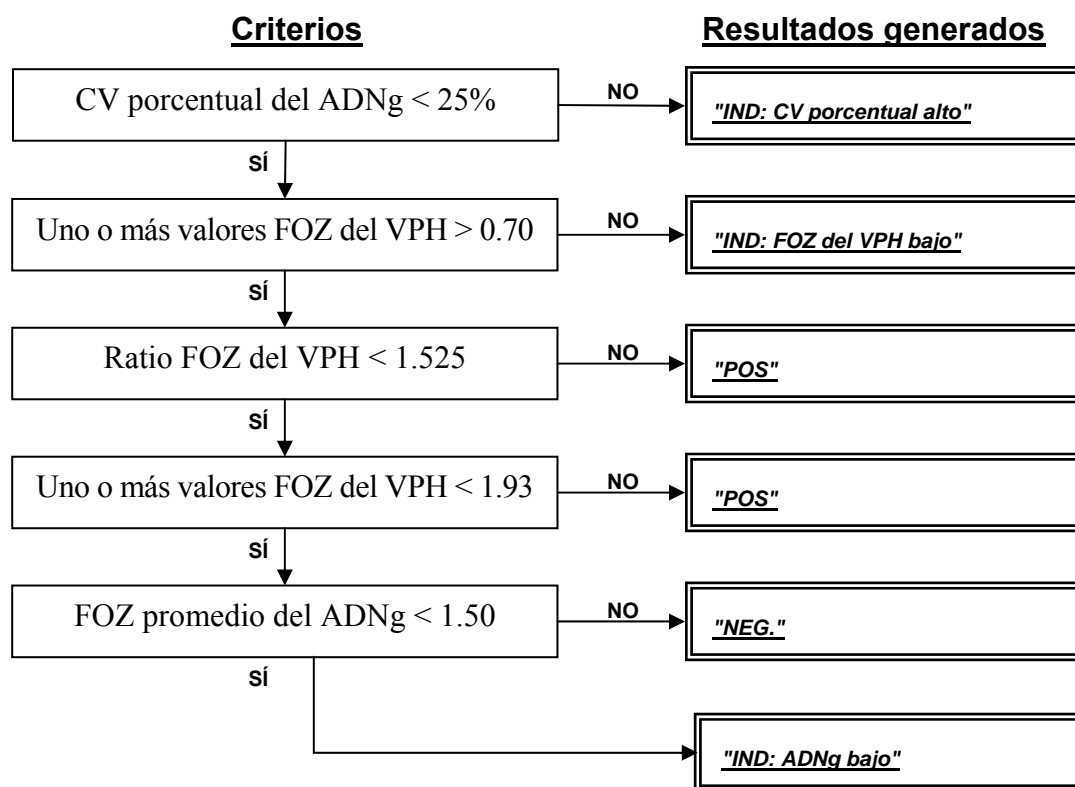 Criterios
Resultados generados
CV porcentual del ADNg < 25%
NO
"IND: CV porcentual alto"
SÍ
Uno o más valores FOZ del VPH > 0.70
NO
"IND: FOZ del VPH bajo"
SÍ
Ratio FOZ del VPH < 1.525
NO
"POS"
SÍ
Uno o más valores FOZ del VPH < 1.93
NO
"POS"
SÍ
FOZ promedio del ADNg < 1.50
NO
"NEG."
SÍ
"IND: ADNg bajo"